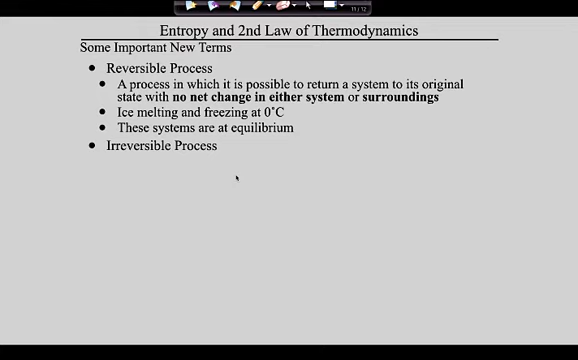 11 / 12
Entropy and 2nd Law of Thermodynamics
Some Important New Terms
• Reversible Process
• A process in which it is possible to return a system to its original
state with no net change in either system or surroundings
• Ice melting and freezing at 0˚C
• These systems are at equilibrium
• Irreversible Process